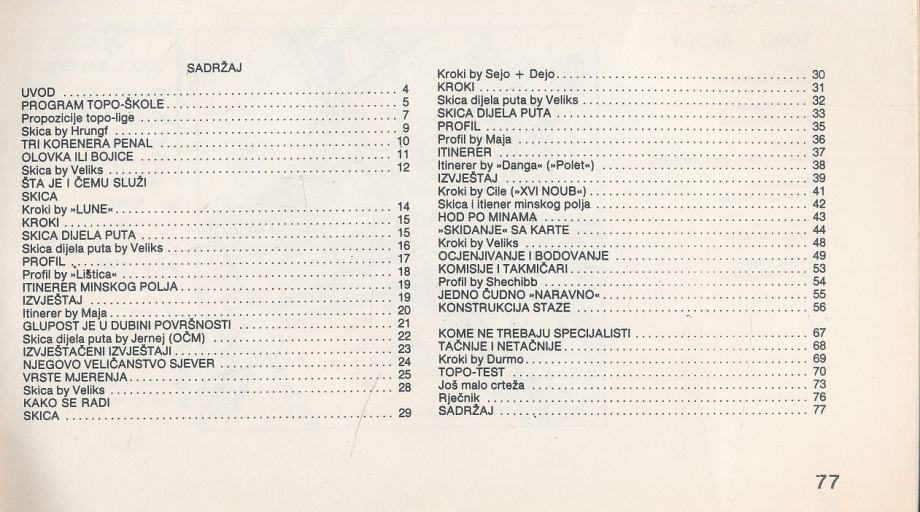 SADRŽAJ
UVOD ........ 4
PROGRAM TOPO-ŠKOLE ........ 5
Propozicije topo-lige ........ 7
Skica by Hrungf ........ 9
TRI KORENERA PENAL ........ 10
OLOVKA ILI BOJICE ........ 11
Skica by Veliks ........ 12
ŠTA JE I ČEMU SLUŽI
SKICA
Kroki by »LUNE« ........ 14
KROKI ........ 15
SKICA DIJELA PUTA ........ 15
Skica dijela puta by Veliks ........ 16
PROFIL ........ 17
Profil by »Lištica« ........ 18
ITINERER MINSKOG POLJA ........ 19
IZVJEŠTAJ ........ 19
Itinerer by Maja ........ 20
GLUPOST JE U DUBINI POVRŠNOSTI ........ 21
Skica dijela puta by Jernej (OČM) ........ 22
IZVJEŠTAČENI IZVJEŠTAJI ........ 23
NJEGOVO VELIČANSTVO SJEVER ........ 24
VRSTE MJERENJA ........ 25
Skica by Veliks ........ 28
KAKO SE RADI
SKICA ........ 29
Kroki by Sejo + Dejo ........ 30
KROKI ........ 31
Skica dijela puta by Veliks ........ 32
SKICA DIJELA PUTA ........ 33
PROFIL ........ 35
Profil by Maja ........ 36
ITINERER ........ 37
Itinerer by »Danga« (»Polet«) ........ 38
IZVJEŠTAJ ........ 39
Kroki by Cile (»XVI NOUB«) ........ 41
Skica i itiener minskog polja ........ 42
HOD PO MINAMA ........ 43
»SKIDANJE« SA KARTE ........ 44
Kroki by Veliks ........ 48
OCJENJIVANJE I BODOVANJE ........ 49
KOMISIJE I TAKMIČARI ........ 53
Profil by Shechibb ........ 54
JEDNO ČUDNO »NARAVNO« ........ 55
KONSTRUKCIJA STAZE ........ 56
KOME NE TREBAJU SPECIJALISTI ........ 67
TAČNIJE I NETAČNIJE ........ 68
Kroki by Durmo ........ 69
TOPO-TEST ........ 70
Još malo crteža ........ 73
Rječnik ........ 76
SADRŽAJ ........ 77
77